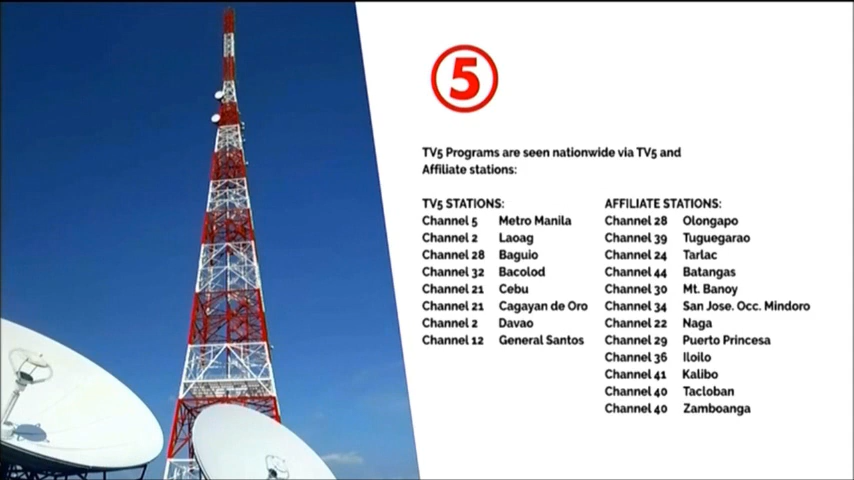 5
TV5 Programs are seen nationwide via TV5 and
Affiliate stations:
TV5 STATIONS:
Channel 5 Metro Manila
Channel 2 Laoag
Channel 28 Baguio
Channel 32 Bacolod
Channel 21 Cebu
Channel 21 Cagayan de Oro
Channel 2 Davao
Channel 12 General Santos
AFFILIATE STATIONS:
Channel 28 Olongapo
Channel 39 Tuguegarao
Channel 24 Tarlac
Channel 44 Batangas
Channel 30 Mt. Banoy
Channel 34 San Jose. Occ. Mindoro
Channel 22 Naga
Channel 29 Puerto Princesa
Channel 36 Iloilo
Channel 41 Kalibo
Channel 40 Tacloban
Channel 40 Zamboanga